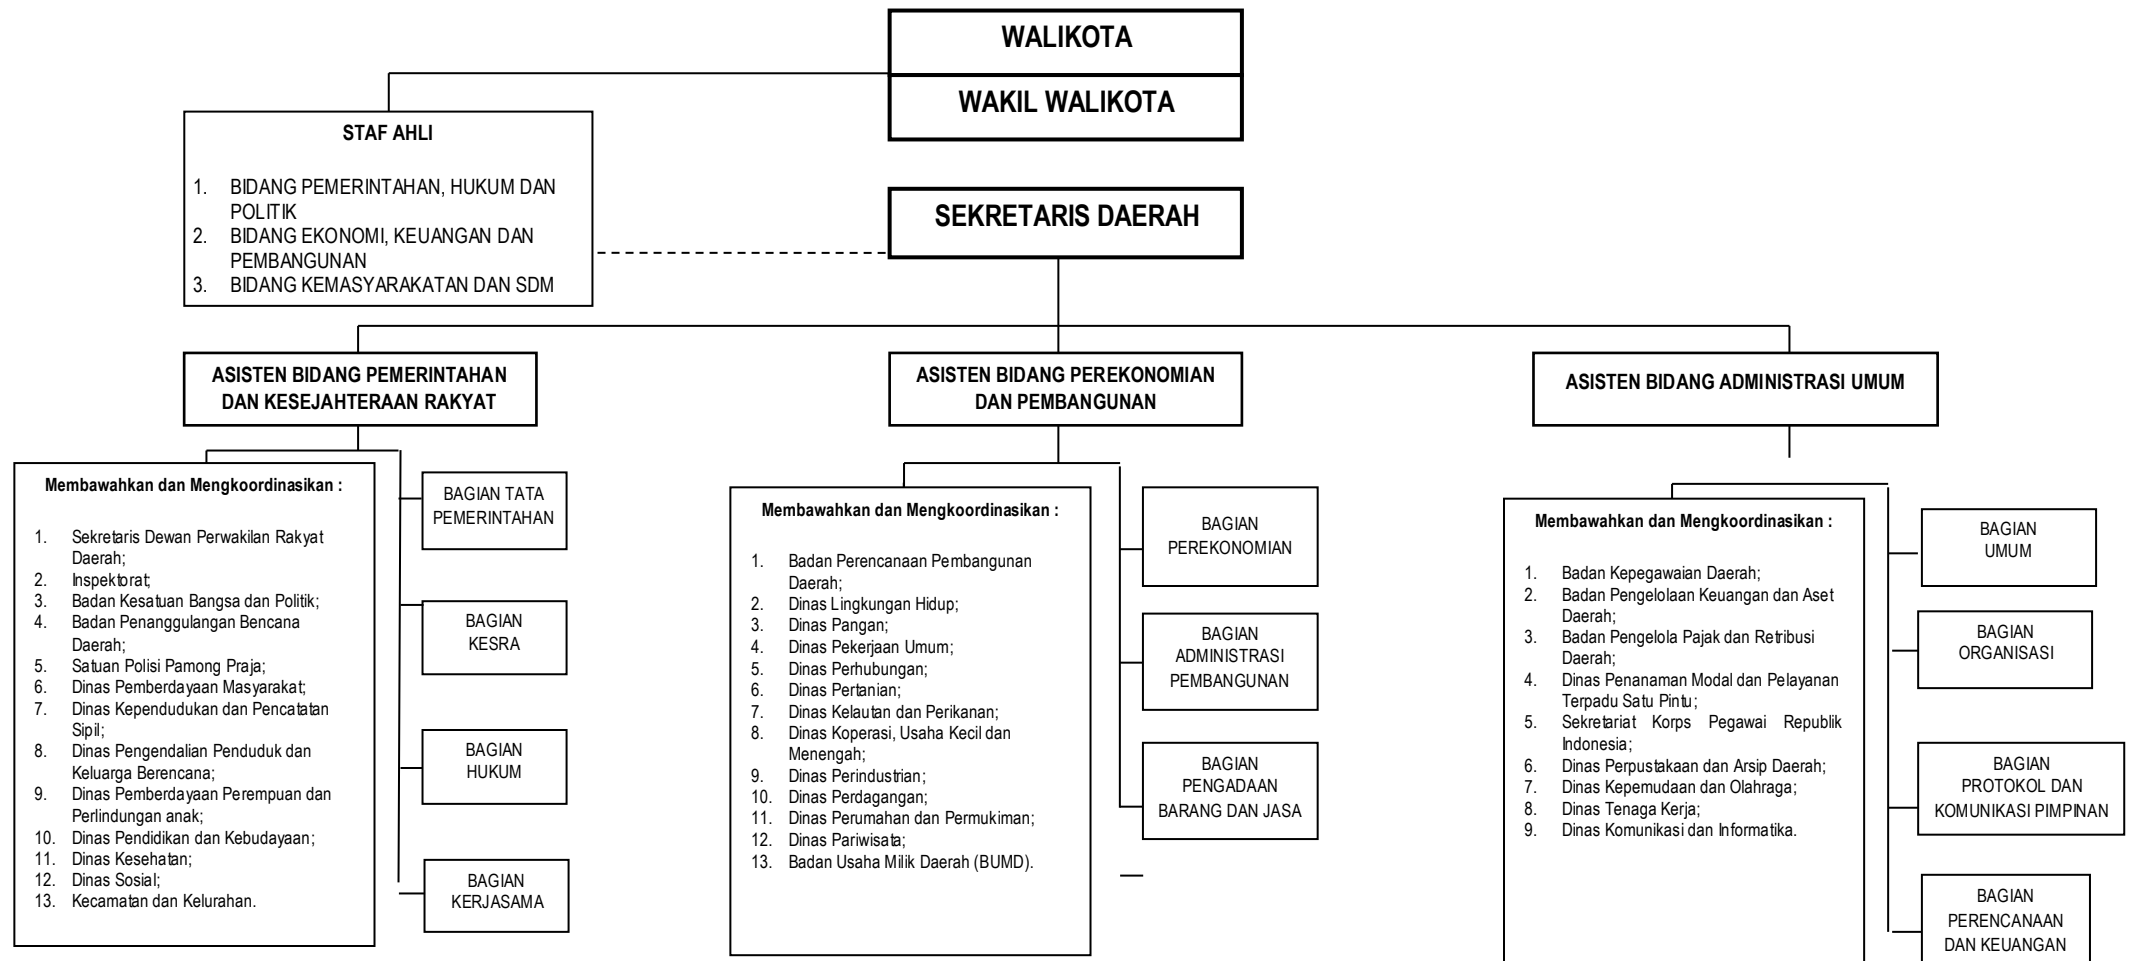 WALIKOTA
WAKIL WALIKOTA
STAF AHLI
1. BIDANG PEMERINTAHAN, HUKUM DAN
POLITIK
2. BIDANG EKONOMI, KEUANGAN DAN
PEMBANGUNAN
3. BIDANG KEMASYARAKATAN DAN SDM
SEKRETARIS DAERAH
ASISTEN BIDANG PEMERINTAHAN
DAN KESEJAHTERAAN RAKYAT
ASISTEN BIDANG PEREKONOMIAN
DAN PEMBANGUNAN
ASISTEN BIDANG ADMINISTRASI UMUM
Membawahkan dan Mengkoordinasikan :
1. Sekretaris Dewan Perwakilan Rakyat
Daerah;
2. Inspektorat;
3. Badan Kesatuan Bangsa dan Politik;
4. Badan Penanggulangan Bencana
Daerah;
5. Satuan Polisi Pamong Praja;
6. Dinas Pemberdayaan Masyarakat;
7. Dinas Kependudukan dan Pencatatan
Sipil;
8. Dinas Pengendalian Penduduk dan
Keluarga Berencana;
9. Dinas Pemberdayaan Perempuan dan
Perlindungan anak;
10. Dinas Pendidikan dan Kebudayaan;
11. Dinas Kesehatan;
12. Dinas Sosial;
13. Kecamatan dan Kelurahan.
BAGIAN TATA
PEMERINTAHAN
BAGIAN
KESRA
BAGIAN
HUKUM
BAGIAN
KERJASAMA
Membawahkan dan Mengkoordinasikan :
1. Badan Perencanaan Pembangunan
Daerah;
2. Dinas Lingkungan Hidup;
3. Dinas Pangan;
4. Dinas Pekerjaan Umum;
5. Dinas Perhubungan;
6. Dinas Pertanian;
7. Dinas Kelautan dan Perikanan;
8. Dinas Koperasi, Usaha Kecil dan
Menengah;
9. Dinas Perindustrian;
10. Dinas Perdagangan;
11. Dinas Perumahan dan Permukiman;
12. Dinas Pariwisata;
13. Badan Usaha Milik Daerah (BUMD).
BAGIAN
PEREKONOMIAN
BAGIAN
ADMINISTRASI
PEMBANGUNAN
BAGIAN
PENGADAAN
BARANG DAN JASA
Membawahkan dan Mengkoordinasikan :
1. Badan Kepegawaian Daerah;
2. Badan Pengelolaan Keuangan dan Aset
Daerah;
3. Badan Pengelola Pajak dan Retribusi
Daerah;
4. Dinas Penanaman Modal dan Pelayanan
Terpadu Satu Pintu;
5. Sekretariat Korps Pegawai Republik
Indonesia;
6. Dinas Perpustakaan dan Arsip Daerah;
7. Dinas Kepemudaan dan Olahraga;
8. Dinas Tenaga Kerja;
9. Dinas Komunikasi dan Informatika.
BAGIAN
UMUM
BAGIAN
ORGANISASI
BAGIAN
PROTOKOL DAN
KOMUNIKASI PIMPINAN
BAGIAN
PERENCANAAN
DAN KEUANGAN